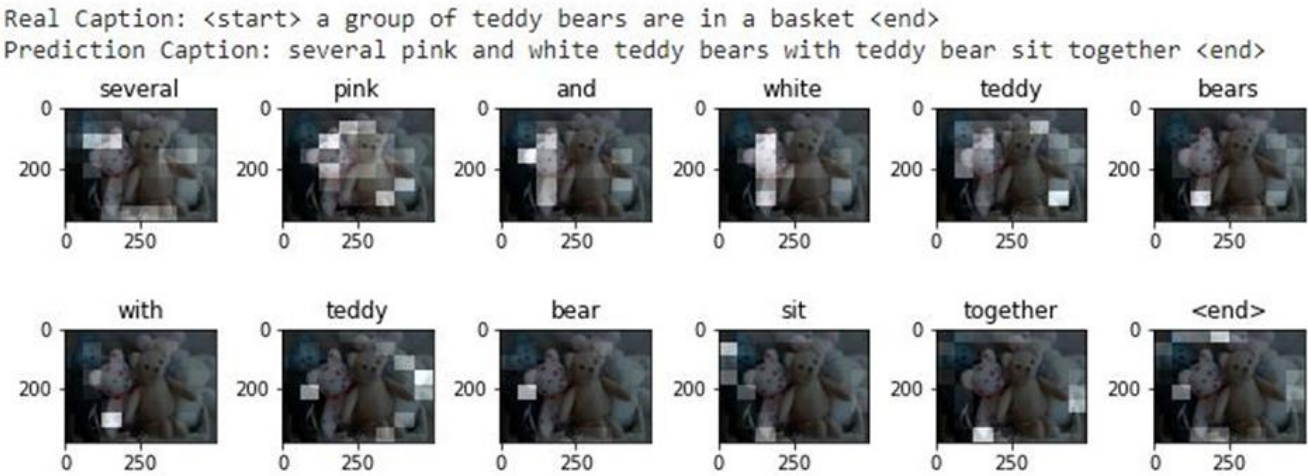 Real Caption: <start> a group of teddy bears are in a basket <end>
Prediction Caption: several pink and white teddy bears with teddy bear sit together <end>
several pink and white teddy bears
0 0 0 0 0 0
200 200 200 200 200 200
0 250 0 250 0 250 0 250 0 250 0 250
with teddy bear sit together <end>
0 0 0 0 0 0
200 200 200 200 200 200
0 250 0 250 0 250 0 250 0 250 0 250